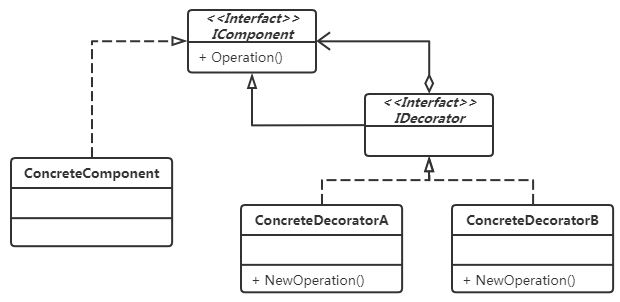 <<Interfact>>
IComponent
+ Operation()
<<Interfact>>
IDecorator
ConcreteComponent
ConcreteDecoratorA
+ NewOperation()
ConcreteDecoratorB
+ NewOperation()